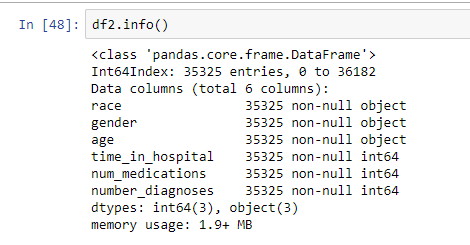 In [48]: df2.info()
<class 'pandas.core.frame.DataFrame'>
Int64Index: 35325 entries, 0 to 36182
Data columns (total 6 columns):
race                35325 non-null object
gender              35325 non-null object
age                 35325 non-null object
time_in_hospital    35325 non-null int64
num_medications     35325 non-null int64
number_diagnoses    35325 non-null int64
dtypes: int64(3), object(3)
memory usage: 1.9+ MB